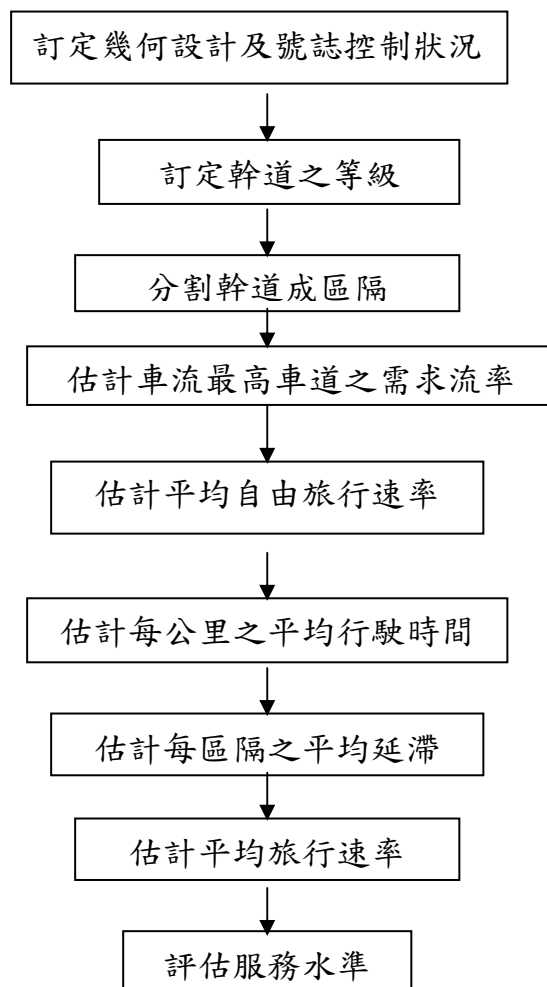 訂定幾何設計及號誌控制狀況
訂定幹道之等級
分割幹道成區隔
估計車流最高車道之需求流率
估計平均自由旅行速率
估計每公里之平均行駛時間
估計每區隔之平均延滯
估計平均旅行速率
評估服務水準